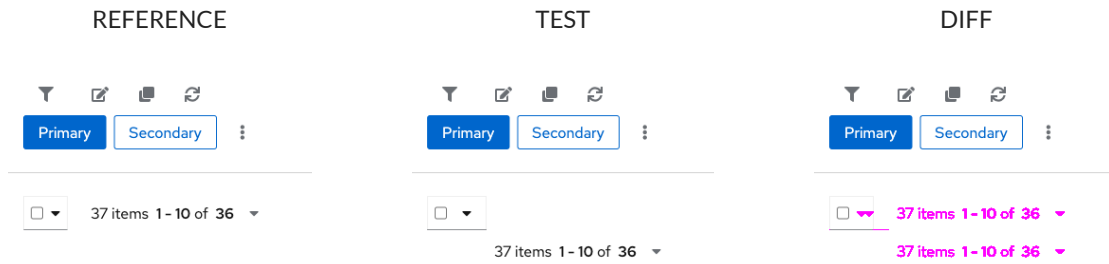 REFERENCE TEST DIFF
Primary Secondary Primary Secondary Primary Secondary
37 items 1 - 10 of 36 37 items 1 - 10 of 36
37 items 1 - 10 of 36 37 items 1 - 10 of 36